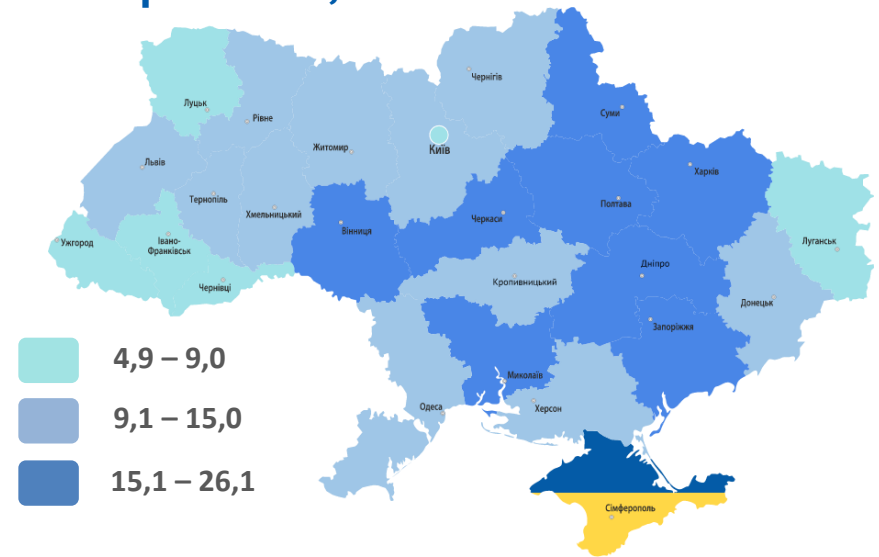 Чернігів
Луцьк
Рівне
Суми
Житомир
Київ
Львів
Харків
Тернопіль
Хмельницький
Полтава
Черкаси
Вінниця
Ужгород
Івано-
Франківськ
Луганськ
Дніпро
Чернівці
Кропивницький
Донецьк
Запоріжжя
4,9 – 9,0
Миколаїв
Одеса
Херсон
9,1 – 15,0
15,1 – 26,1
Сімферополь